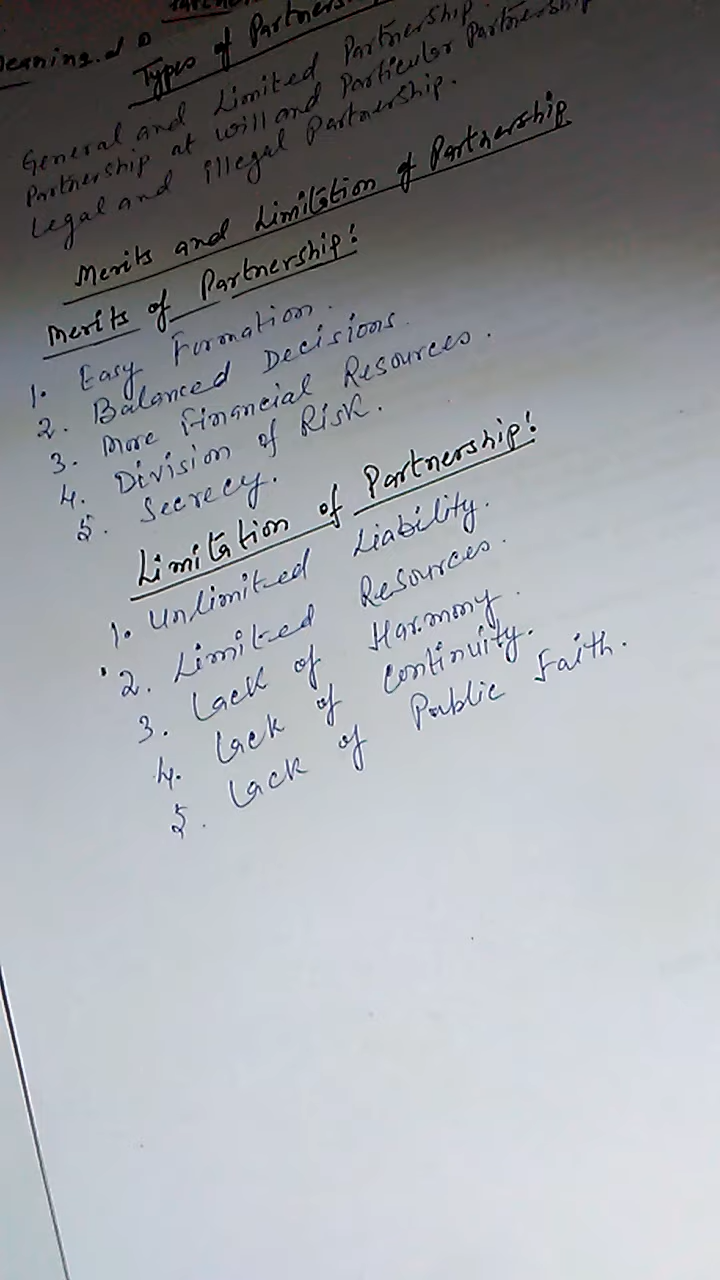 Meaning of
Types of Partnership
General and Limited Partnership.
Partnership at will and Particular Partnership
Legal and illegal Partnership.
Merits and Limitation of Partnership
Merits of Partnership:
1. Easy Formation.
2. Balanced Decisions.
3. More Financial Resources.
4. Division of Risk.
5. Secrecy.
Limitation of Partnership:
1. Unlimited Liability.
2. Limited Resources.
3. Lack of Harmony.
4. Lack of Continuity.
5. Lack of Public Faith.